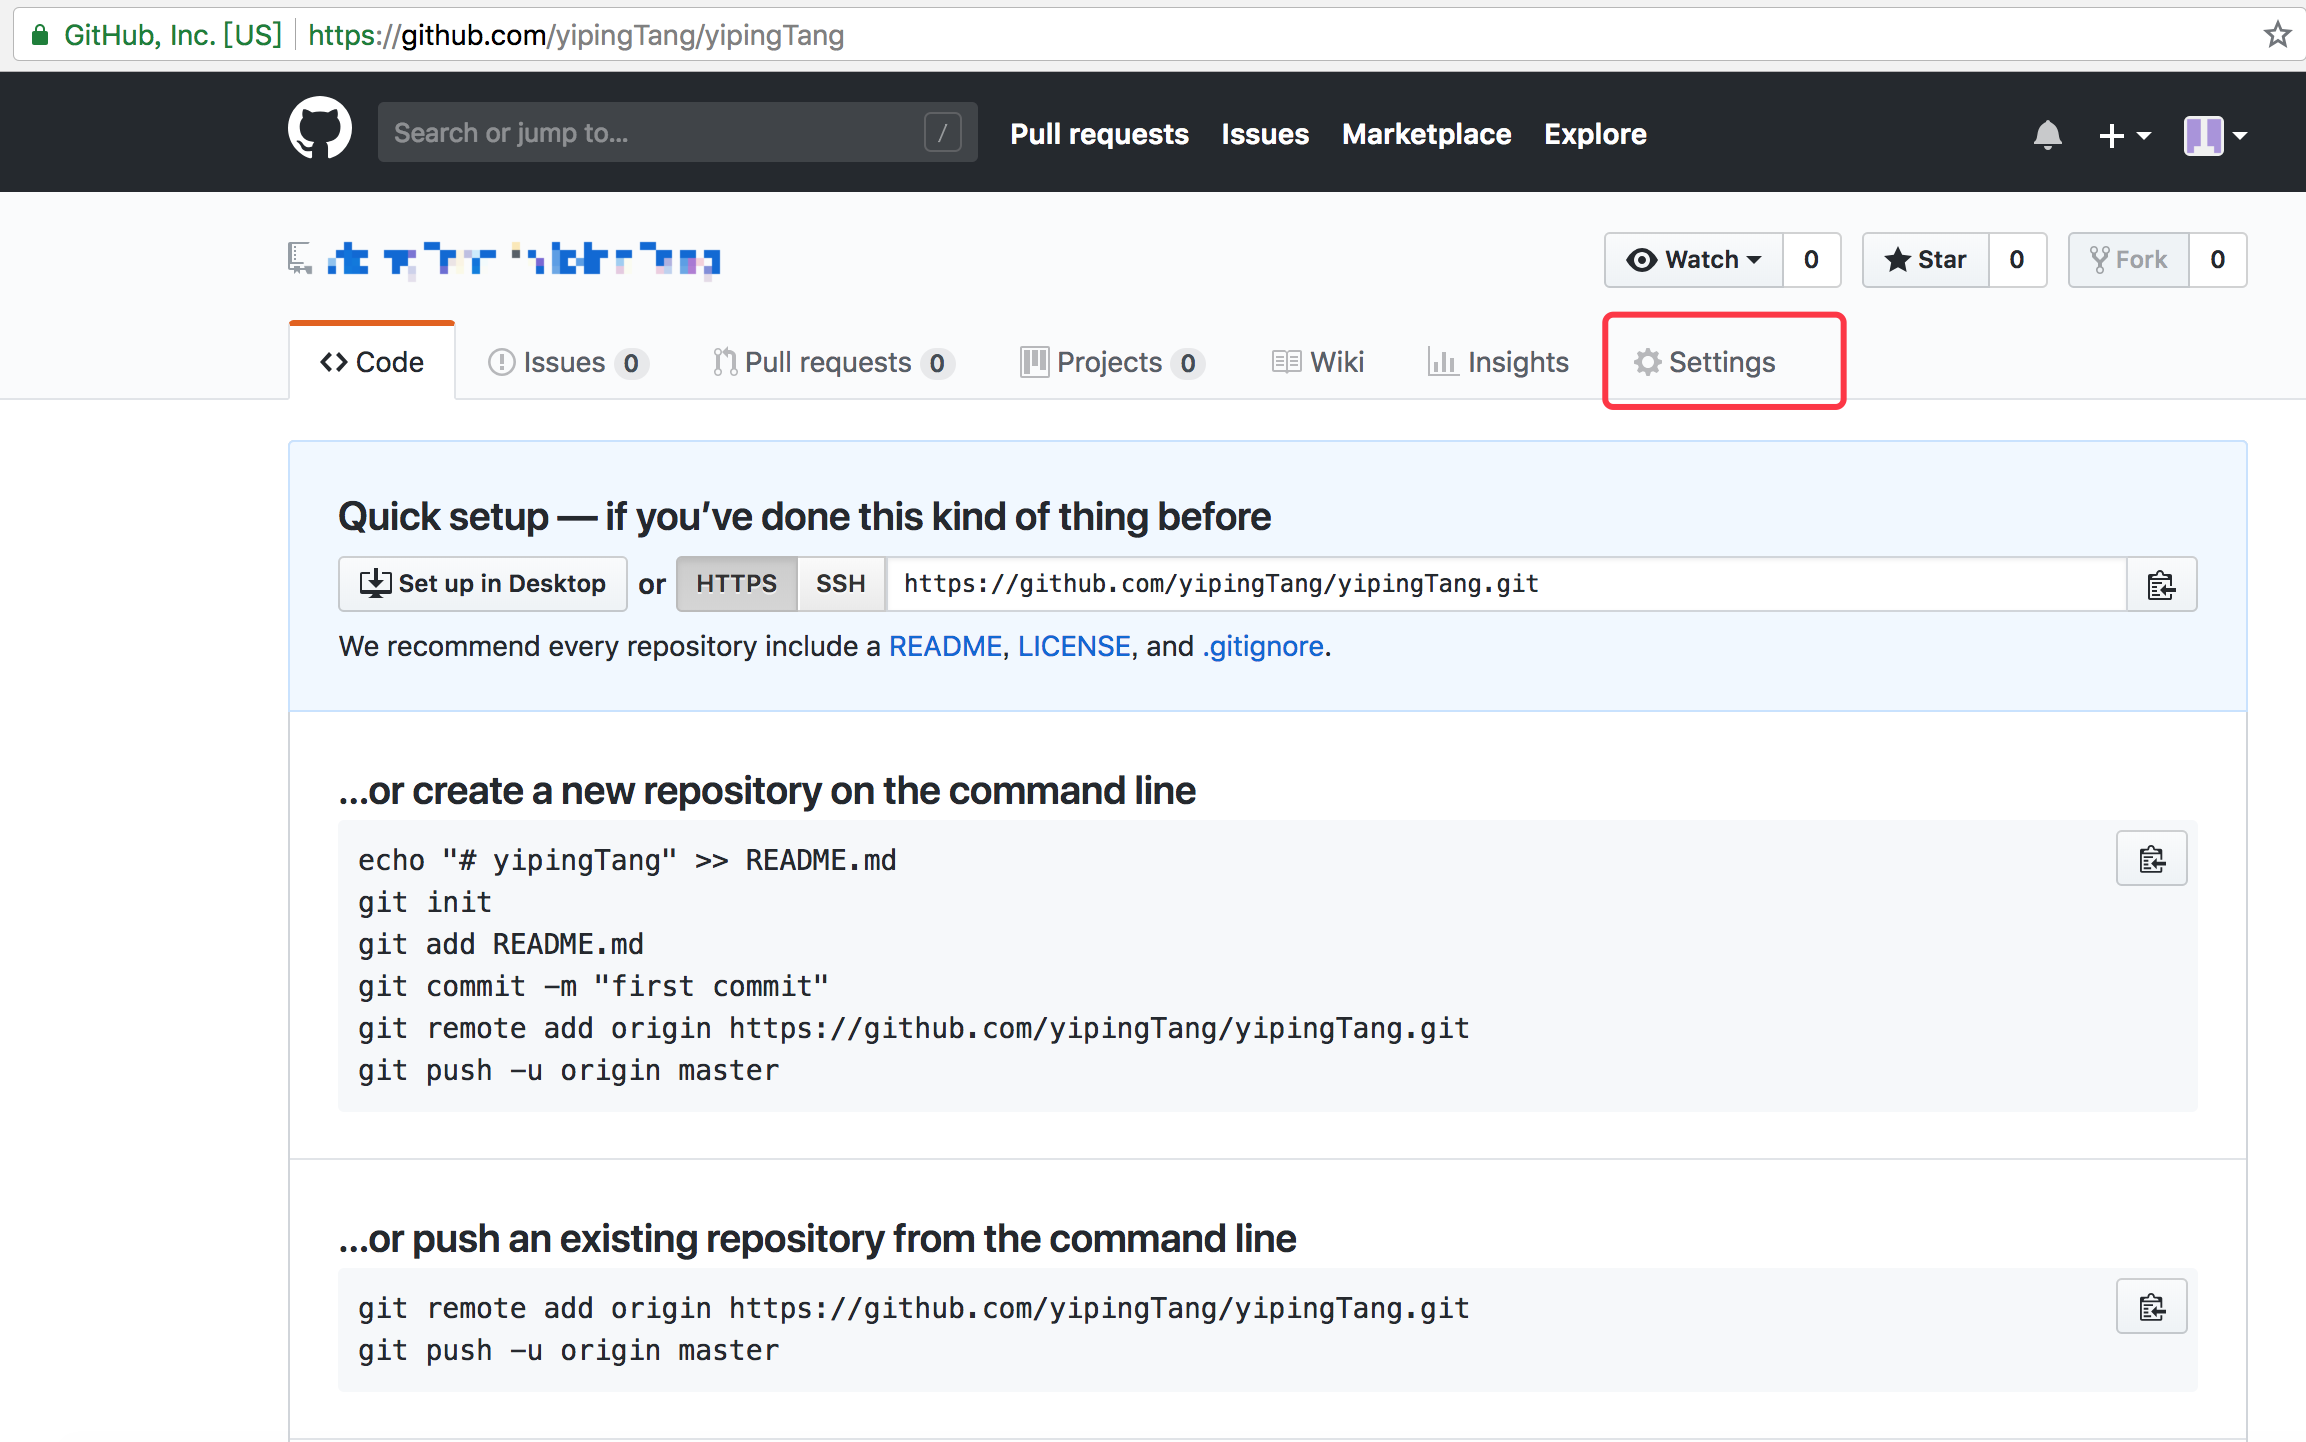 GitHub, Inc. [US] https://github.com/yipingTang/yipingTang
Search or jump to... / Pull requests Issues Marketplace Explore
Watch 0 Star 0 Fork 0
Code Issues 0 Pull requests 0 Projects 0 Wiki Insights Settings
Quick setup — if you’ve done this kind of thing before
Set up in Desktop or HTTPS SSH https://github.com/yipingTang/yipingTang.git
We recommend every repository include a README, LICENSE, and .gitignore.
…or create a new repository on the command line
echo "# yipingTang" >> README.md
git init
git add README.md
git commit -m "first commit"
git remote add origin https://github.com/yipingTang/yipingTang.git
git push -u origin master
…or push an existing repository from the command line
git remote add origin https://github.com/yipingTang/yipingTang.git
git push -u origin master